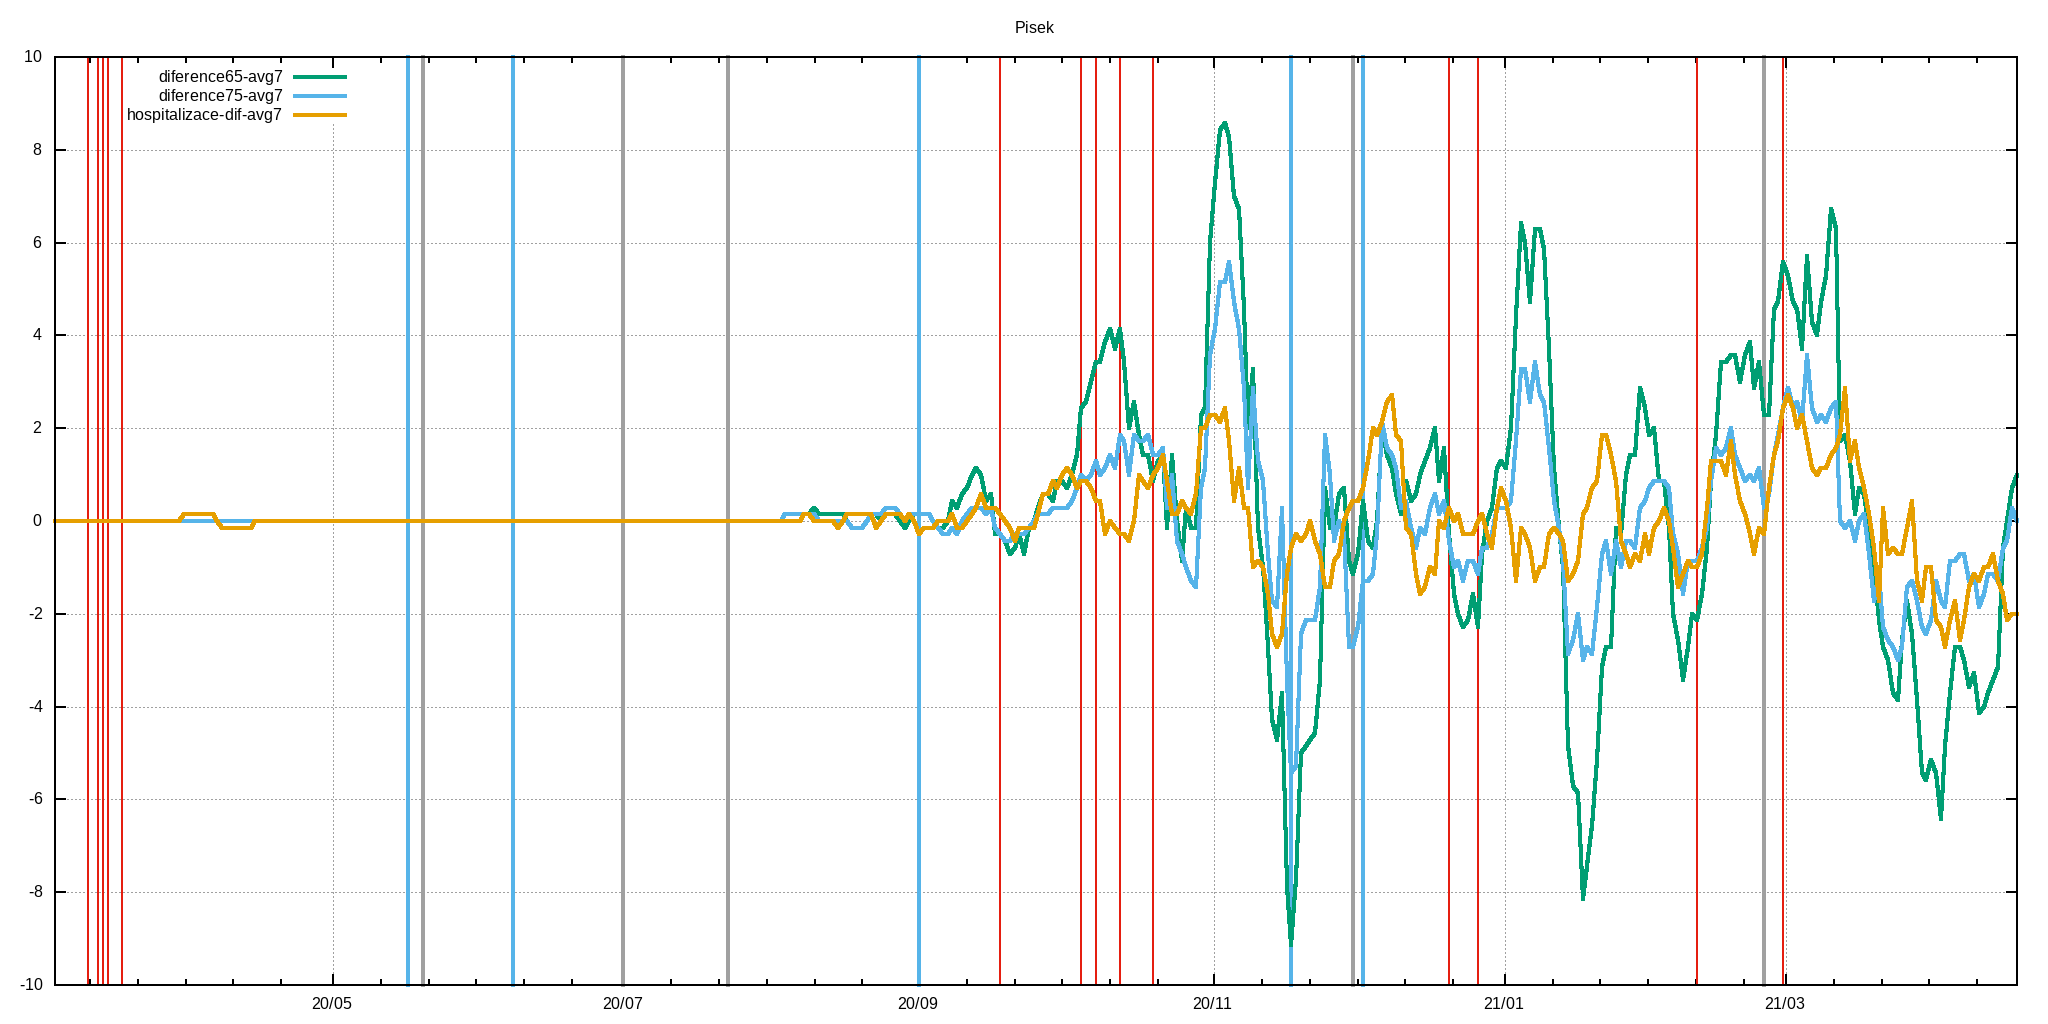 Pisek
10
diference65-avg7
diference75-avg7
hospitalizace-dif-avg7
8
6
4
2
0
-2
-4
-6
-8
-10
20/05 20/07 20/09 20/11 21/01 21/03